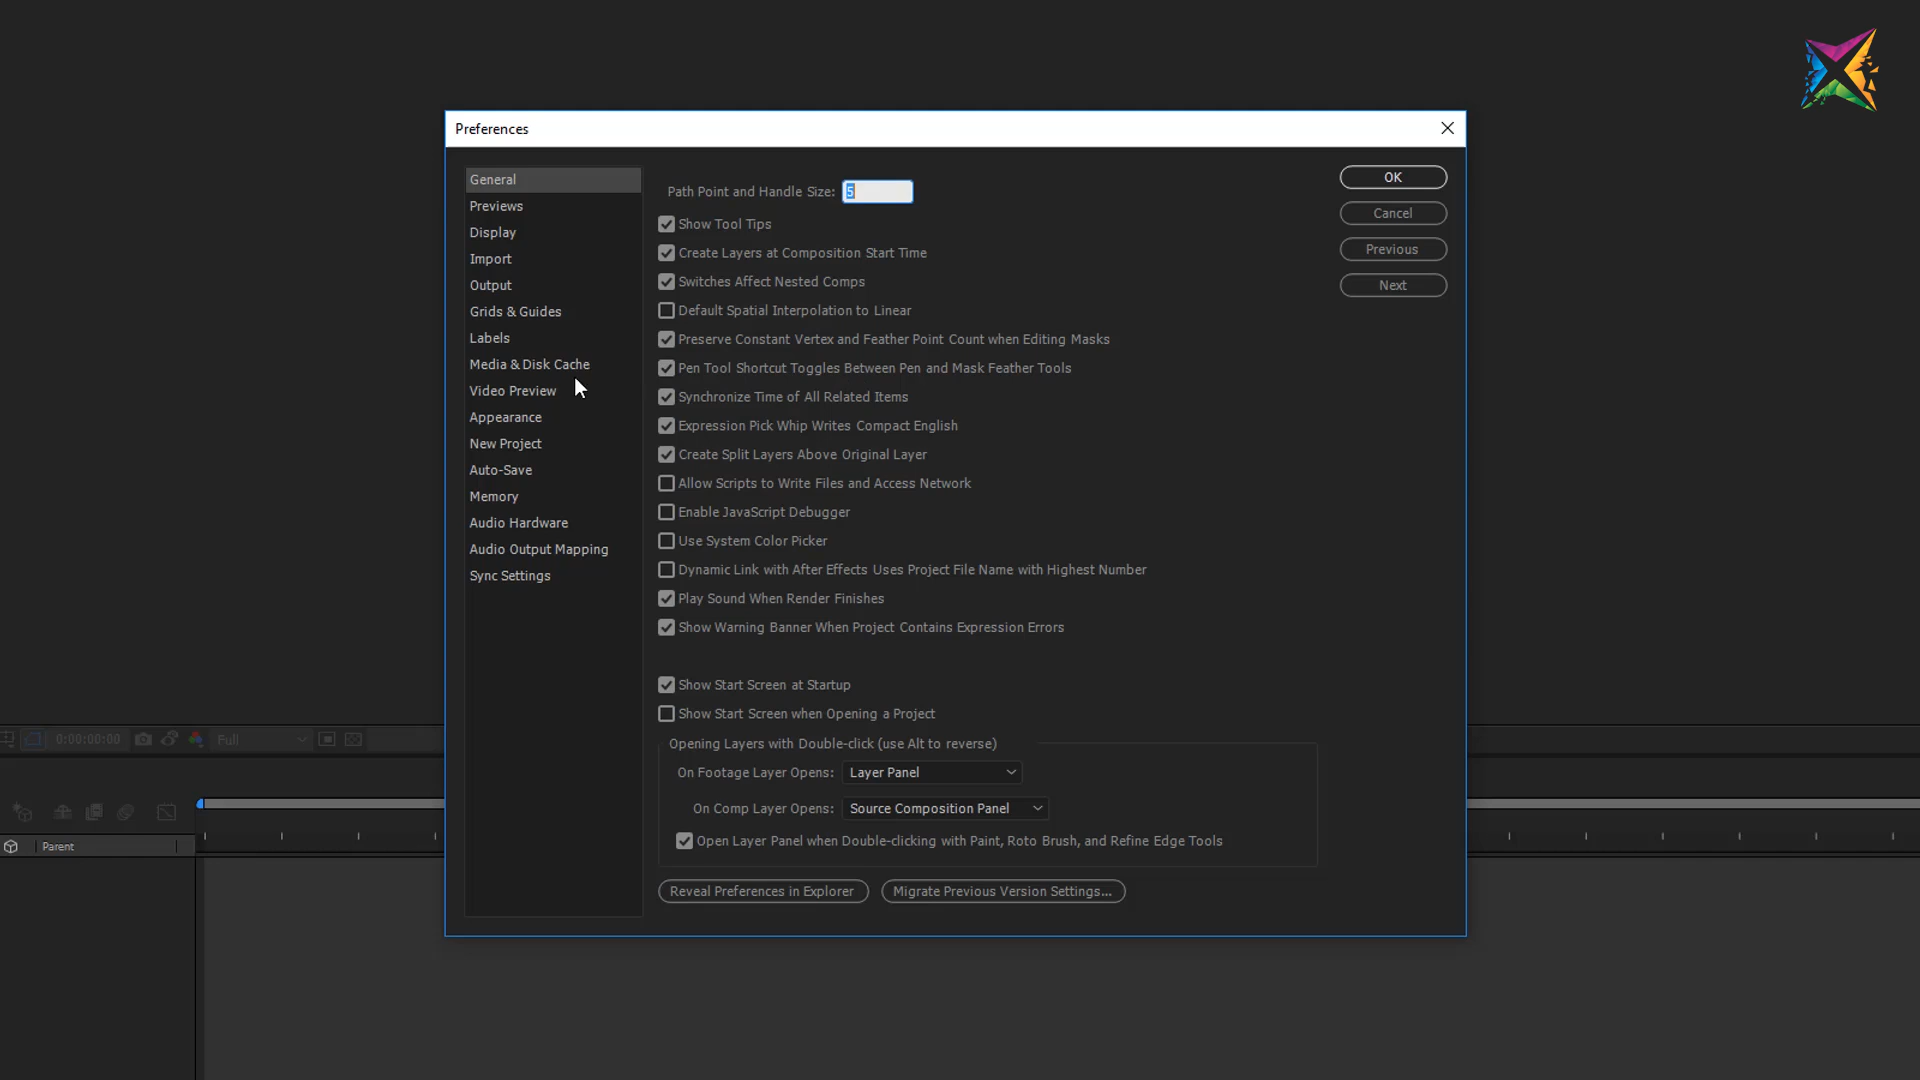 Preferences
General
Previews
Display
Import
Output
Grids & Guides
Labels
Media & Disk Cache
Video Preview
Appearance
New Project
Auto-Save
Memory
Audio Hardware
Audio Output Mapping
Sync Settings
Path Point and Handle Size: 5
Show Tool Tips
Create Layers at Composition Start Time
Switches Affect Nested Comps
Default Spatial Interpolation to Linear
Preserve Constant Vertex and Feather Point Count when Editing Masks
Pen Tool Shortcut Toggles Between Pen and Mask Feather Tools
Synchronize Time of All Related Items
Expression Pick Whip Writes Compact English
Create Split Layers Above Original Layer
Allow Scripts to Write Files and Access Network
Enable JavaScript Debugger
Use System Color Picker
Dynamic Link with After Effects Uses Project File Name with Highest Number
Play Sound When Render Finishes
Show Warning Banner When Project Contains Expression Errors
Show Start Screen at Startup
Show Start Screen when Opening a Project
Opening Layers with Double-click (use Alt to reverse)
On Footage Layer Opens: Layer Panel
On Comp Layer Opens: Source Composition Panel
Open Layer Panel when Double-clicking with Paint, Roto Brush, and Refine Edge Tools
Reveal Preferences in Explorer
Migrate Previous Version Settings...
OK
Cancel
Previous
Next
0:00:00:00
Full
Parent